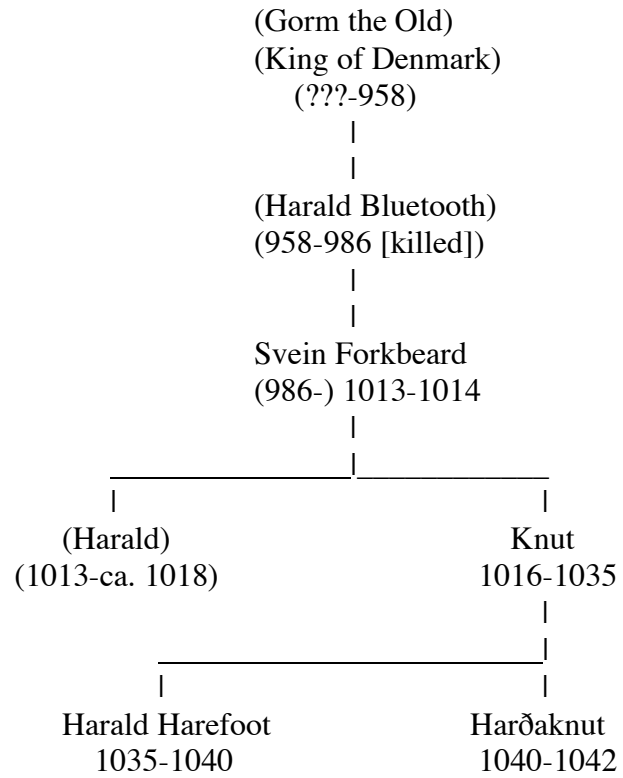 (Gorm the Old)
(King of Denmark)
(???-958)
(Harald Bluetooth)
(958-986 [killed])
Svein Forkbeard
(986-) 1013-1014
(Harald) Knut
(1013-ca. 1018) 1016-1035
Harald Harefoot Harðaknut
1035-1040 1040-1042